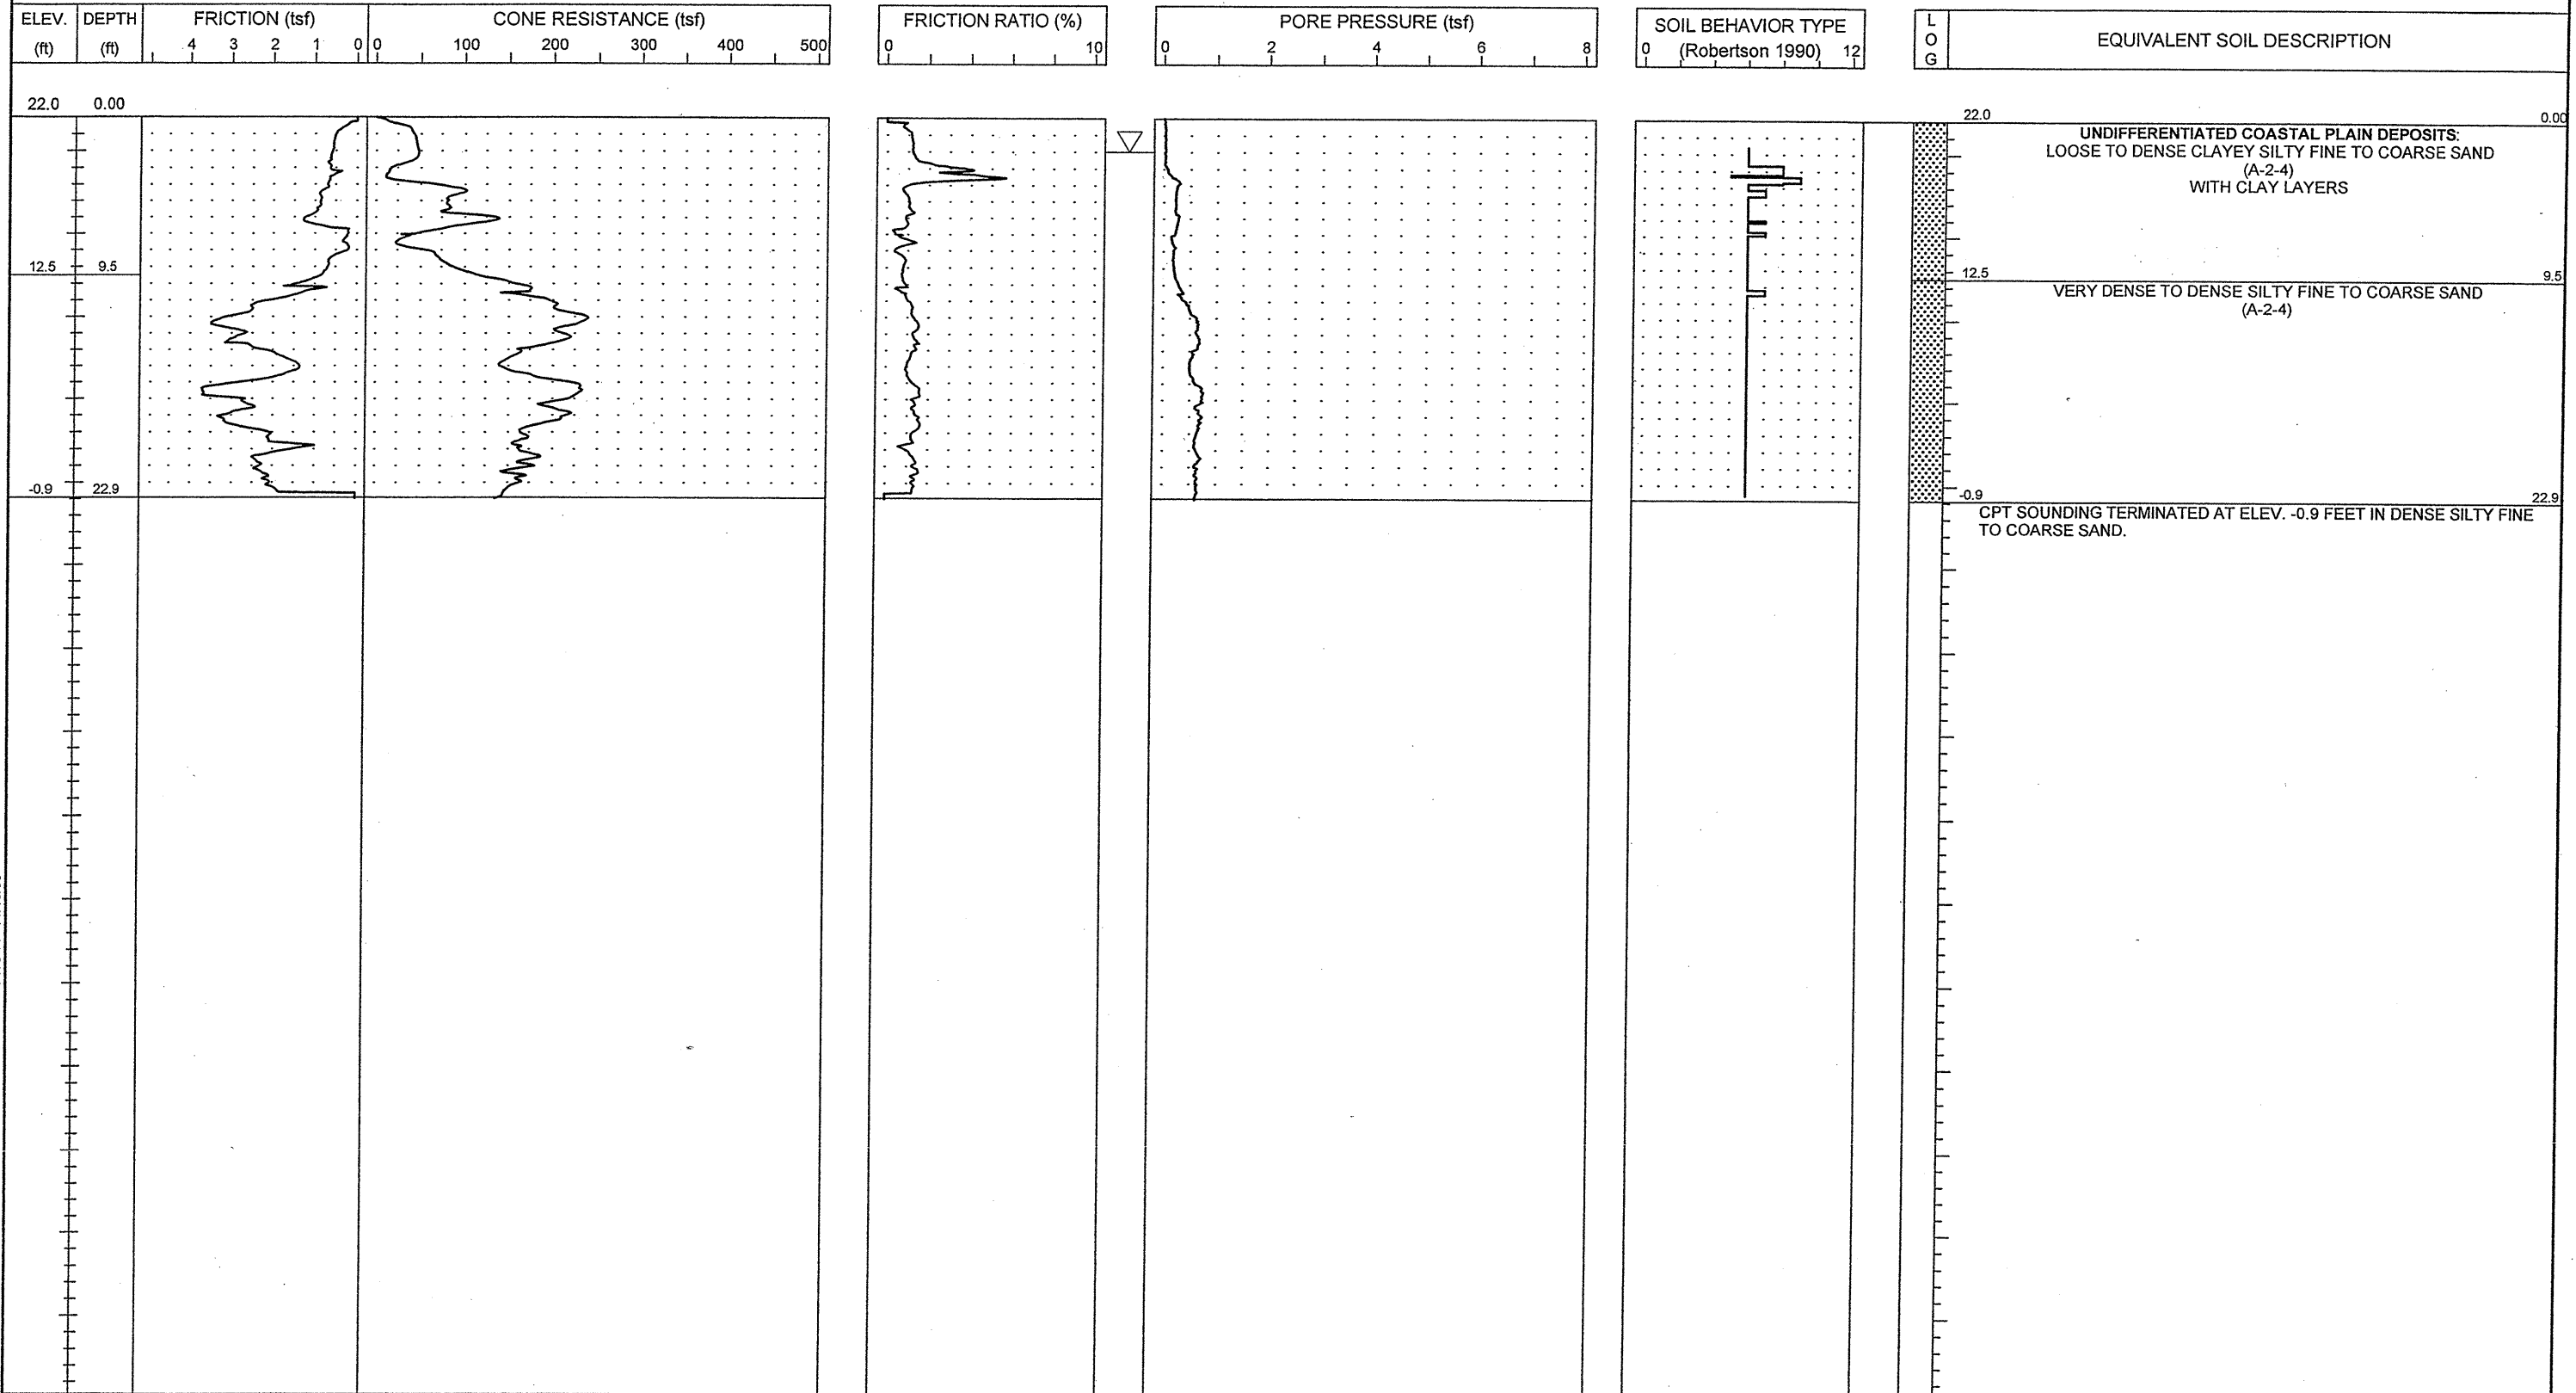 ELEV. DEPTH FRICTION (tsf) CONE RESISTANCE (tsf) FRICTION RATIO (%) PORE PRESSURE (tsf) SOIL BEHAVIOR TYPE L
(ft) (ft) 4 3 2 1 0 0 100 200 300 400 500 0 10 0 2 4 6 8 0 (Robertson 1990) 12 O EQUIVALENT SOIL DESCRIPTION
G
22.0 0.00
22.0 0.00
UNDIFFERENTIATED COASTAL PLAIN DEPOSITS:
LOOSE TO DENSE CLAYEY SILTY FINE TO COARSE SAND
(A-2-4)
WITH CLAY LAYERS
12.5 9.5
12.5 9.5
VERY DENSE TO DENSE SILTY FINE TO COARSE SAND
(A-2-4)
-0.9 22.9
-0.9 22.9
CPT SOUNDING TERMINATED AT ELEV. -0.9 FEET IN DENSE SILTY FINE
TO COARSE SAND.